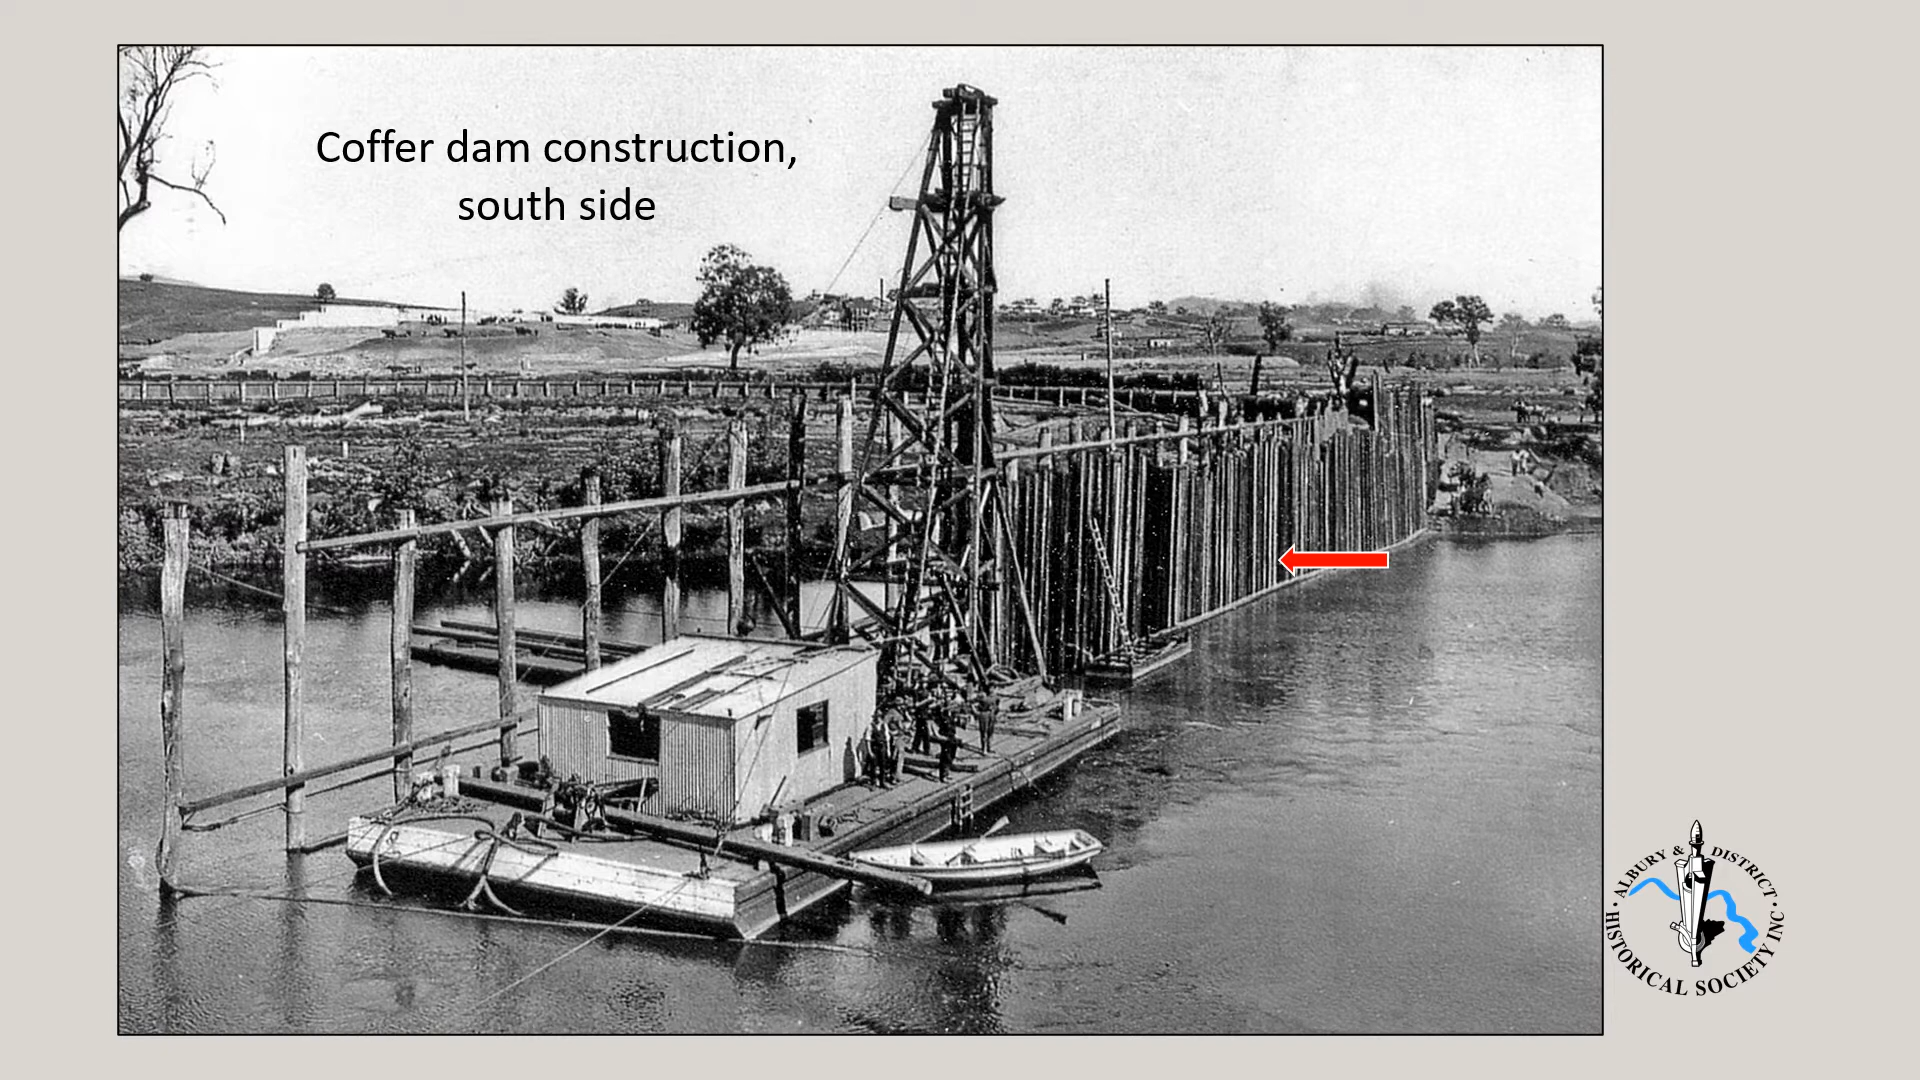 Coffer dam construction,
south side
ALBURY & DISTRICT
HISTORICAL SOCIETY INC